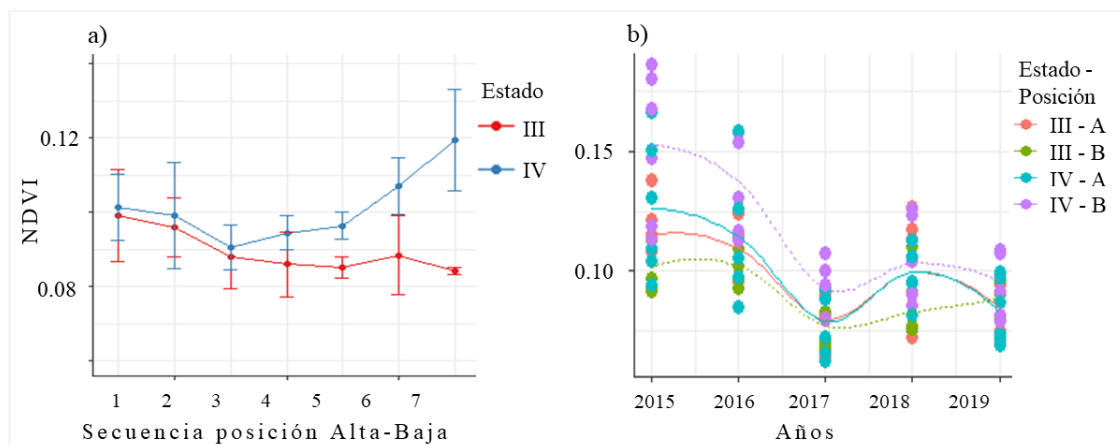 a)
NDVI
0.12
0.08
1 2 3 4 5 6 7
Secuencia posición Alta-Baja
Estado
III
IV
b)
0.15
0.10
2015 2016 2017 2018 2019
Años
Estado -
Posición
III - A
III - B
IV - A
IV - B